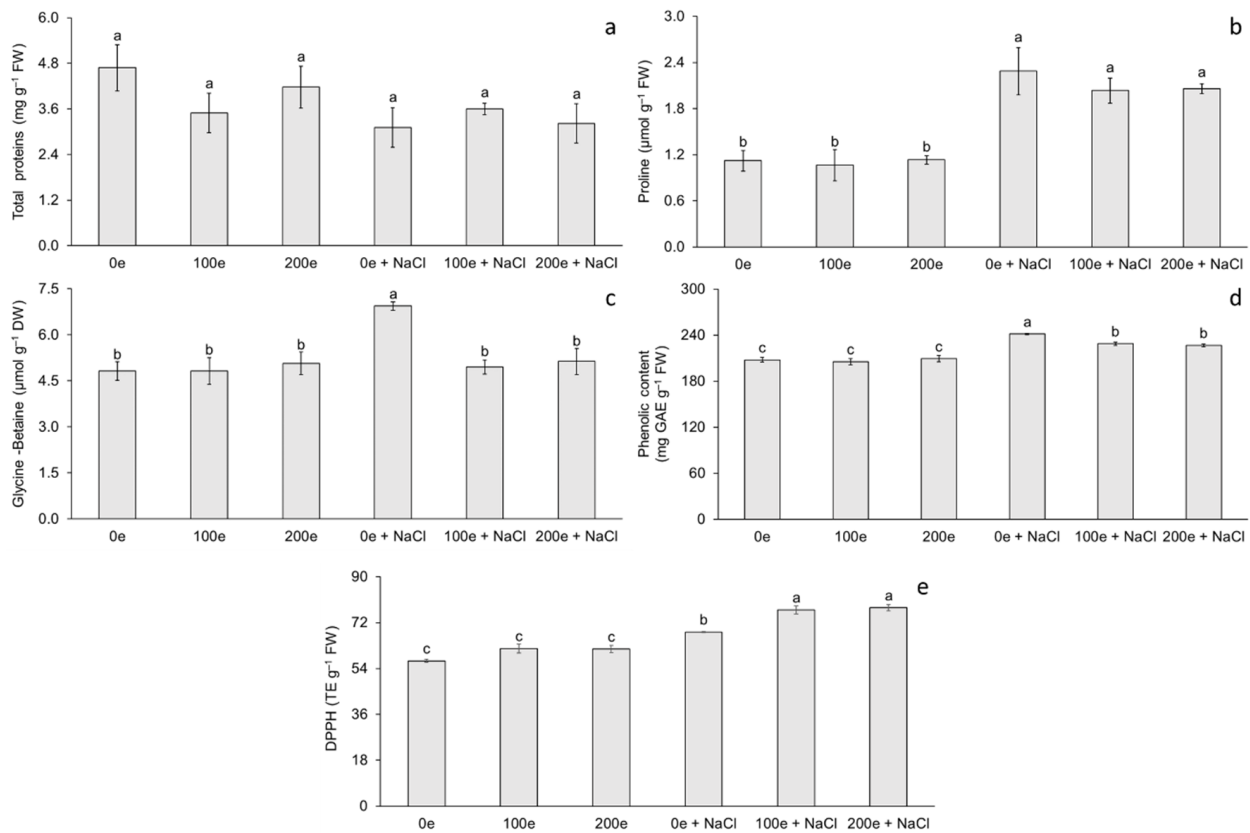 a
Total proteins (mg g⁻¹ FW)
6.0
4.8
3.6
2.4
1.2
0.0
a a a a a a
0e 100e 200e 0e + NaCl 100e + NaCl 200e + NaCl
b
Proline (μmol g⁻¹ FW)
3.0
2.4
1.8
1.2
0.6
0.0
b b b a a a
0e 100e 200e 0e + NaCl 100e + NaCl 200e + NaCl
c
Glycine -Betaine (μmol g⁻¹ DW)
7.5
6.0
4.5
3.0
1.5
0.0
b b b a b b
0e 100e 200e 0e + NaCl 100e + NaCl 200e + NaCl
d
Phenolic content
(mg GAE g⁻¹ FW)
300
240
180
120
60
0
c c c a b b
0e 100e 200e 0e + NaCl 100e + NaCl 200e + NaCl
e
DPPH (TE g⁻¹ FW)
90
72
54
36
18
0
c c c b a a
0e 100e 200e 0e + NaCl 100e + NaCl 200e + NaCl